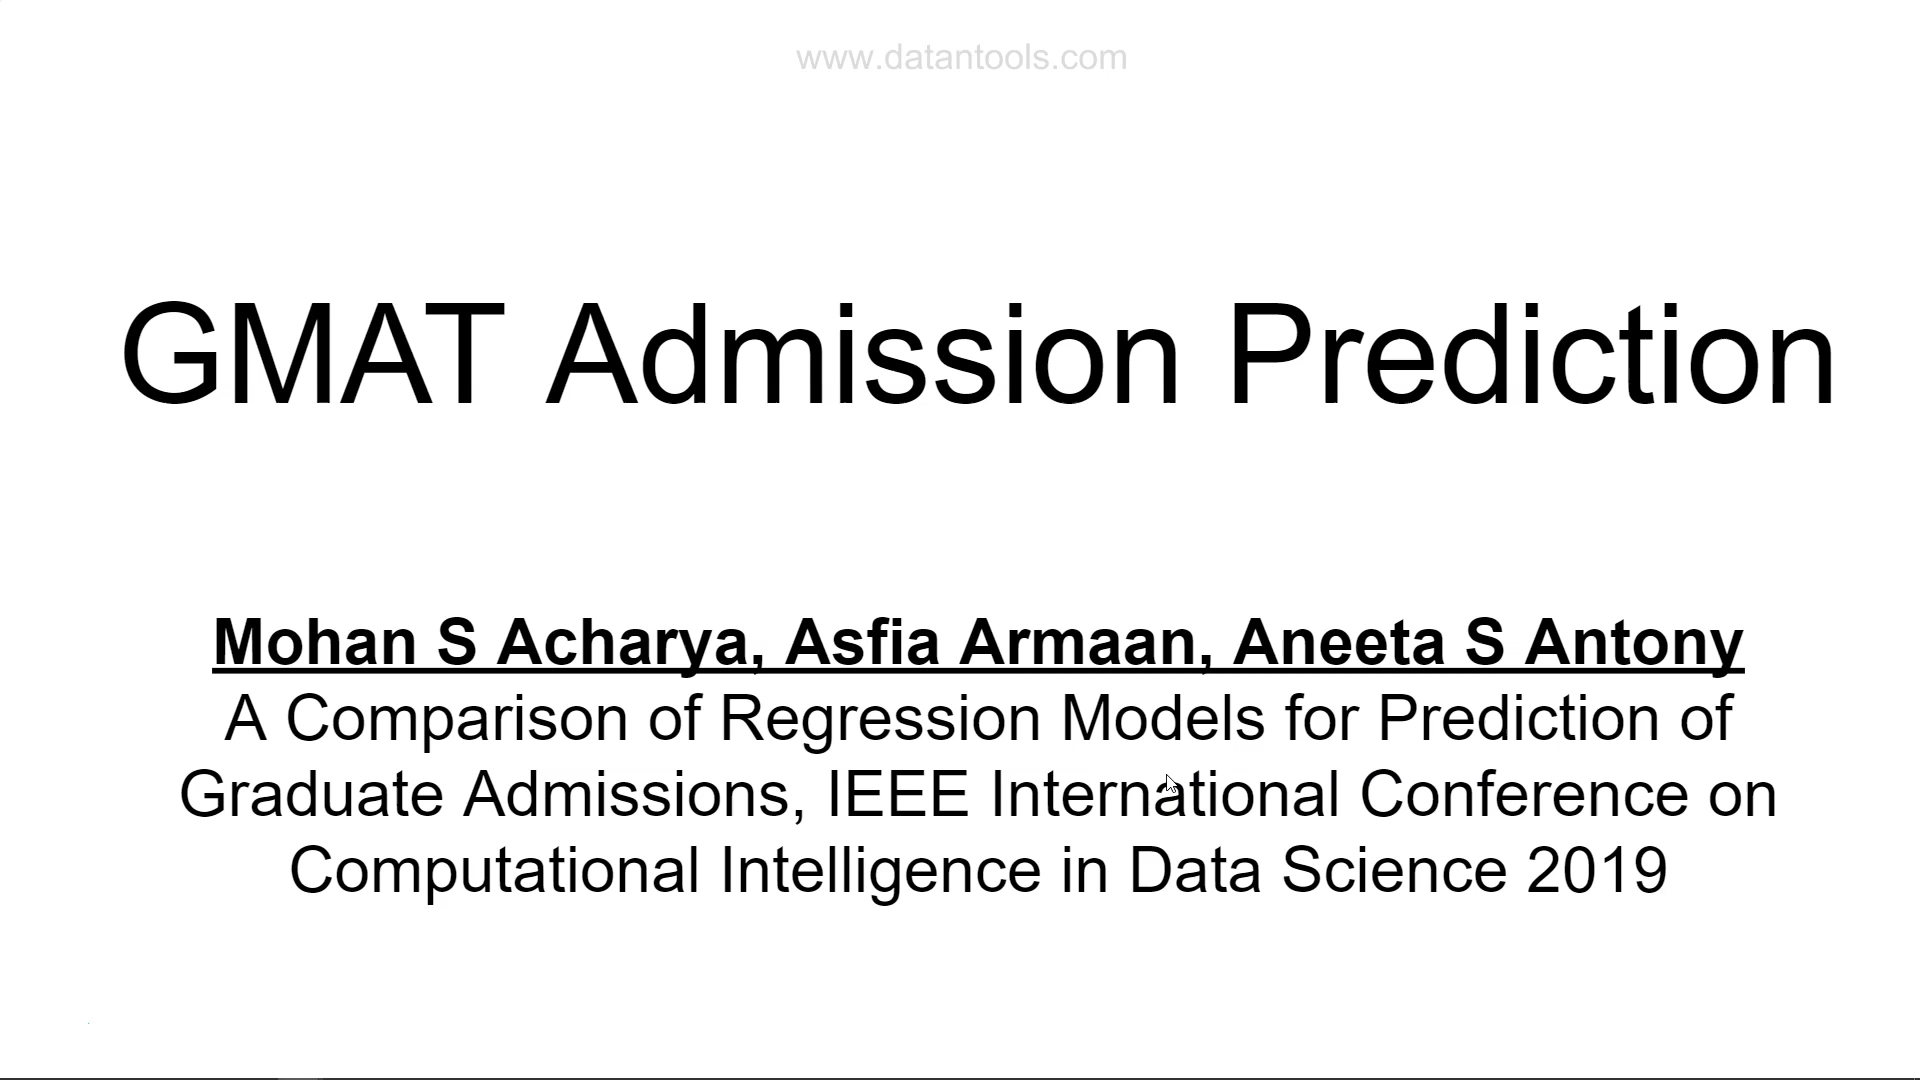 www.datantools.com
GMAT Admission Prediction
Mohan S Acharya, Asfia Armaan, Aneeta S Antony
A Comparison of Regression Models for Prediction of
Graduate Admissions, IEEE International Conference on
Computational Intelligence in Data Science 2019